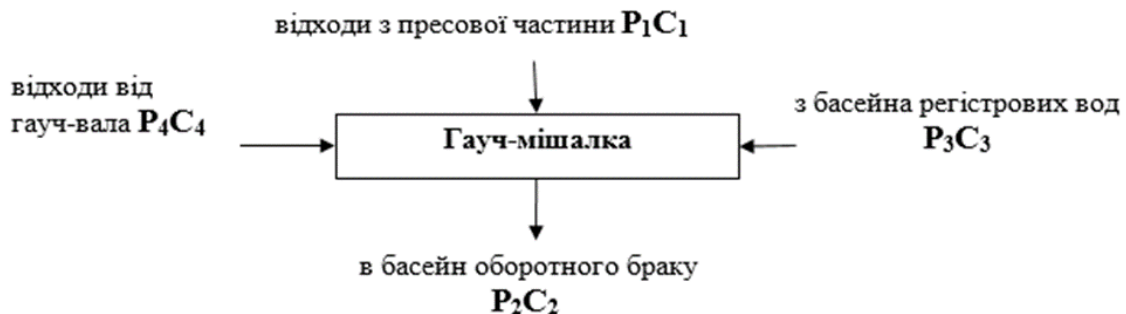 відходи з пресової частини P₁C₁
відходи від
гауч-вала P₄C₄
Гауч-мішалка
з басейна регістрових вод
P₃C₃
в басейн оборотного браку
P₂C₂